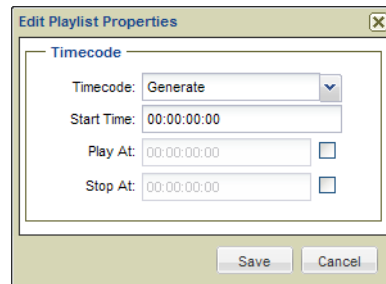 Edit Playlist Properties
Timecode
Timecode: Generate
Start Time: 00:00:00:00
Play At: 00:00:00:00
Stop At: 00:00:00:00
Save Cancel